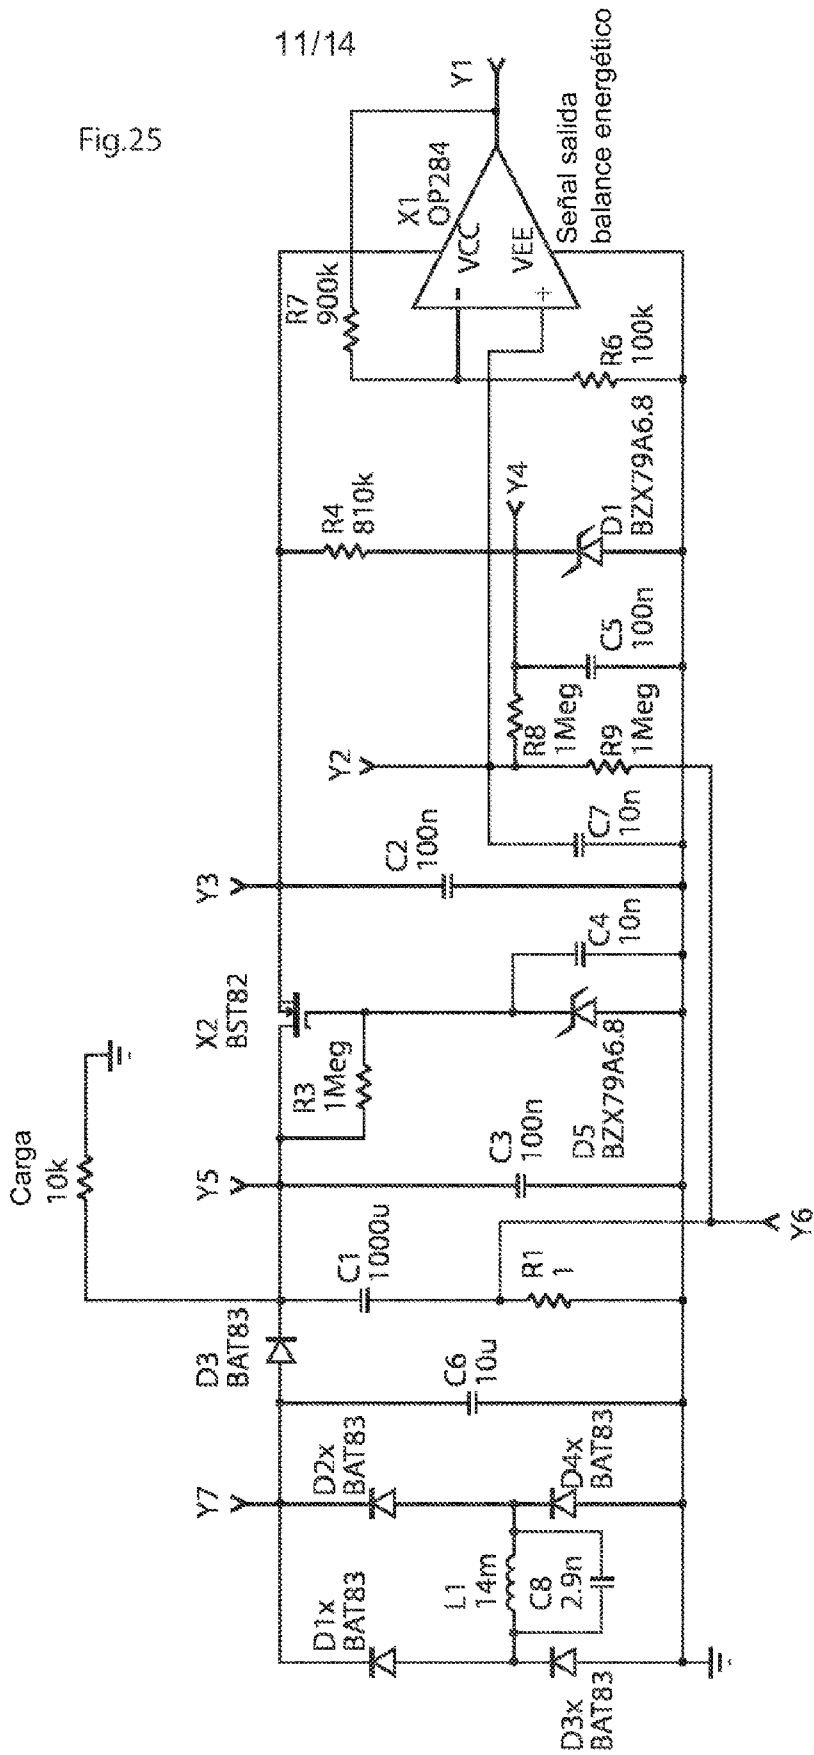 11/14
Fig.25
Y1
Señal salida
balance energético
X1
OP284
VCC
VEE
-
+
R7
900k
R6
100k
R4
810k
Y4
D1
BZX79A6.8
C5
100n
R8
1Meg
R9
1Meg
Y2
C7
10n
C2
100n
Y3
C4
10n
X2
BST82
R3
1Meg
D5
BZX79A6.8
Carga
10k
Y5
C3
100n
Y6
C1
1000u
R1
1
D3
BAT83
C6
10u
Y7
D2x
BAT83
D4x
BAT83
L1
14m
C8
2.9n
D1x
BAT83
D3x
BAT83